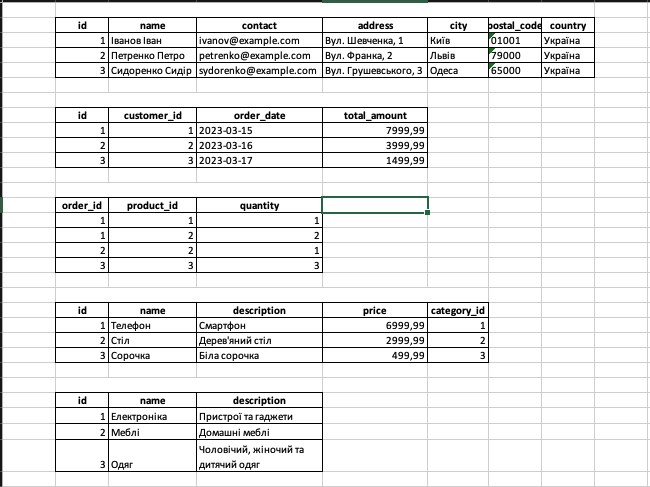 id name contact address city postal_code country
1 Іванов Іван ivanov@example.com Вул. Шевченка, 1 Київ 01001 Україна
2 Петренко Петро petrenko@example.com Вул. Франка, 2 Львів 79000 Україна
3 Сидоренко Сидір sydorenko@example.com Вул. Грушевського, 3 Одеса 65000 Україна
id customer_id order_date total_amount
1 1 2023-03-15 7999,99
2 2 2023-03-16 3999,99
3 3 2023-03-17 1499,99
order_id product_id quantity
1 1 1
1 2 2
2 2 1
3 3 3
id name description price category_id
1 Телефон Смартфон 6999,99 1
2 Стіл Дерев'яний стіл 2999,99 2
3 Сорочка Біла сорочка 499,99 3
id name description
1 Електроніка Пристрої та гаджети
2 Меблі Домашні меблі
Чоловічий, жіночий та
3 Одяг дитячий одяг